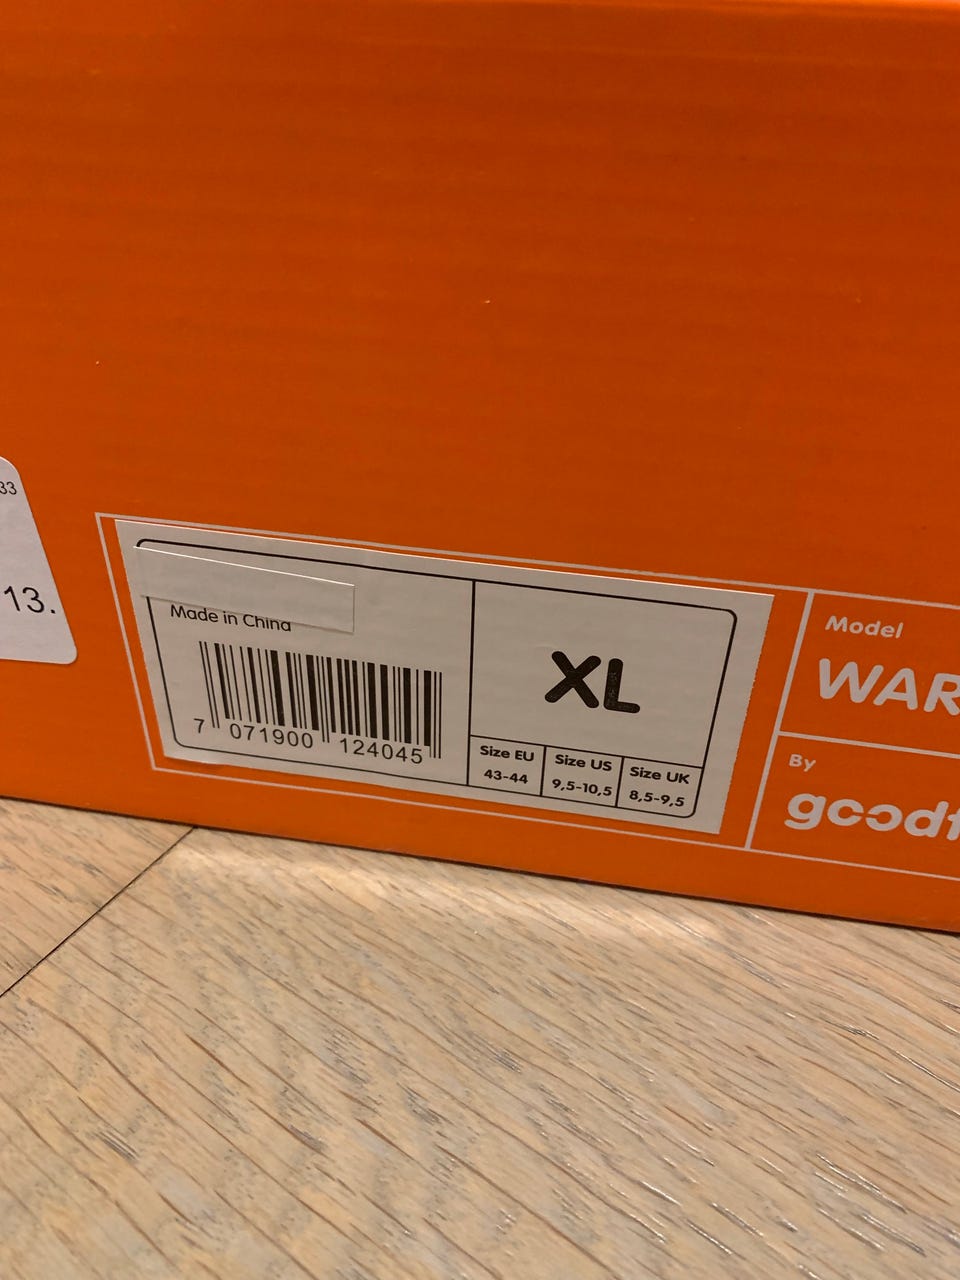 33
13.
Made in China
7 071900 124045
XL
Size EU
43-44
Size US
9,5-10,5
Size UK
8,5-9,5
Model
WAR
By
goodf